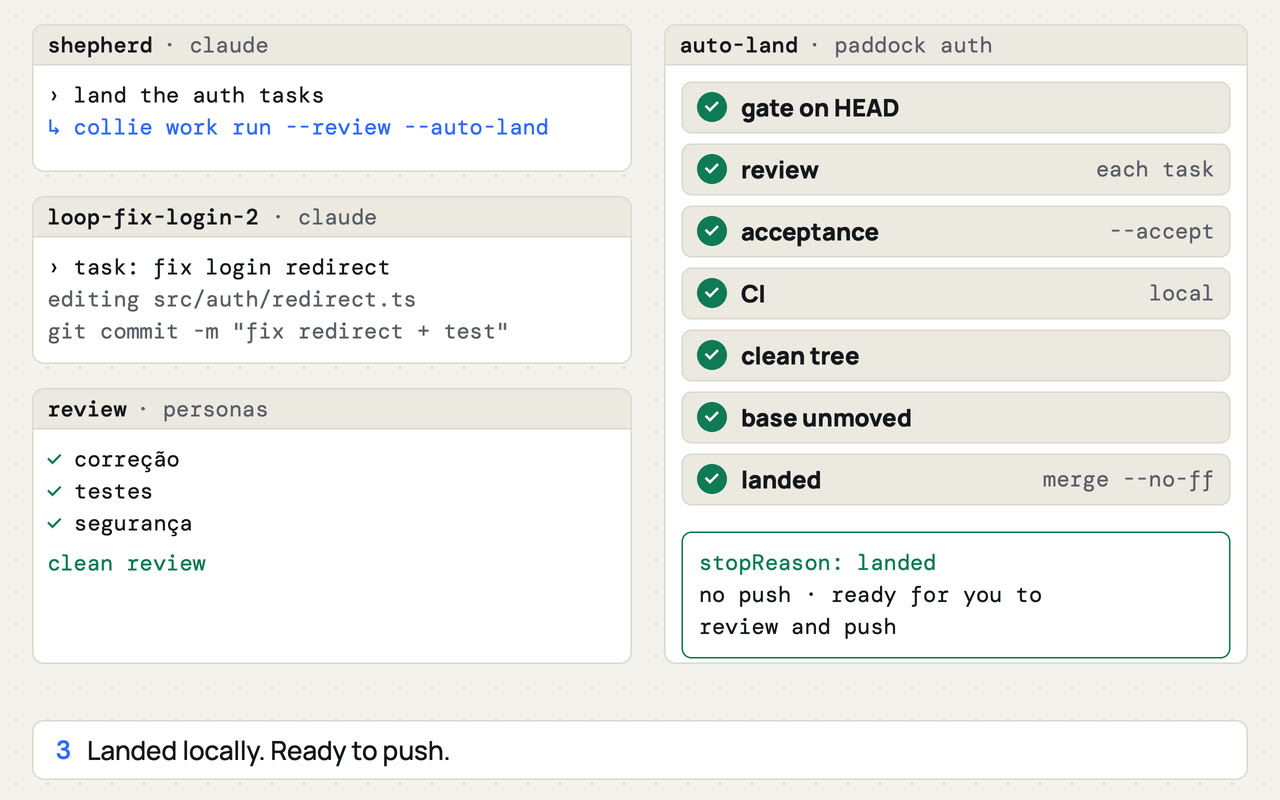 shepherd · claude
› land the auth tasks
↳ collie work run --review --auto-land
loop-fix-login-2 · claude
› task: fix login redirect
editing src/auth/redirect.ts
git commit -m "fix redirect + test"
review · personas
✓ correção
✓ testes
✓ segurança
clean review
auto-land · paddock auth
gate on HEAD
review each task
acceptance --accept
CI local
clean tree
base unmoved
landed merge --no-ff
stopReason: landed
no push · ready for you to
review and push
3 Landed locally. Ready to push.